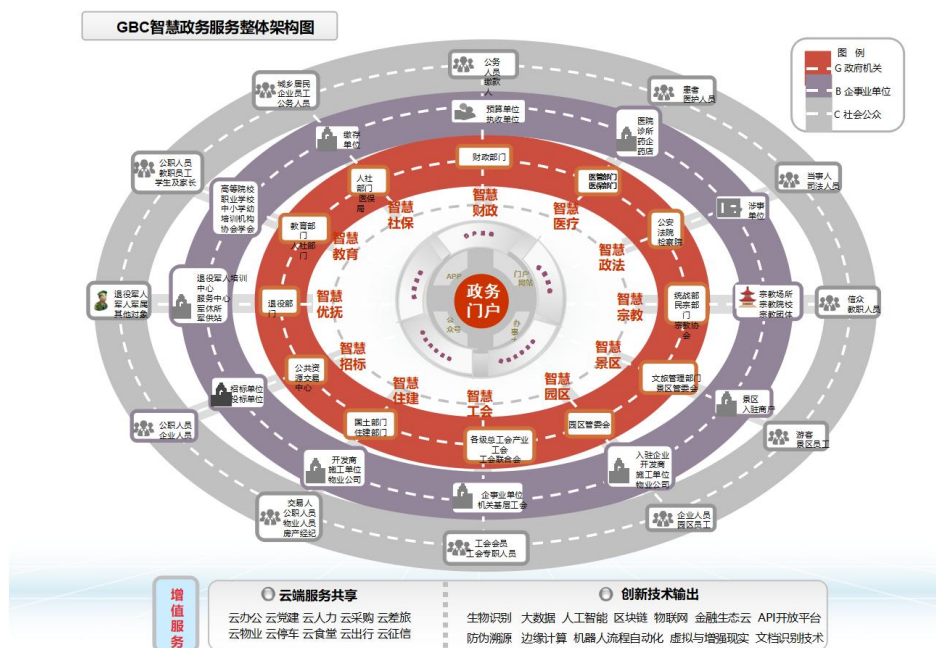 GBC智慧政务服务整体架构图
图 例
G 政府机关
B 企事业单位
C 社会公众
公务
人员
缴款
人
城乡居民
企业员工
公务人员
患者
医护人员
预算单位
执收单位
缴存
单位
医院
诊所
药企
药店
公职人员
教职员工
学生及家长
当事人
司法人员
财政部门
人社
部门
医保
局
医管部门
医保部门
高等院校
职业学校
中小学幼
培训机构
协会学会
涉事
单位
智慧
财政
智慧
社保
智慧
医疗
教育部
门
人社部
门
公安
法院
检察院
智慧
教育
智慧
政法
退役军人
军人军属
其他对象
退役军人培训
中心
服务中心
军休所
军供站
退役部
门
智慧
优抚
APP
门户
网站
政务
门户
公
众号
办
事
智慧
宗教
统战部
民宗部
门
宗教协
会
宗教场所
宗教院校
宗教团体
信众
教职人员
智慧
招标
智慧
景区
公共资
源交易
中心
文旅管理部门
景区管委会
招标单位
投标单位
景区
入驻商户
智慧
住建
智慧
工会
智慧
园区
公职人员
企业人员
国土部门
住建部门
各级总工会产业
工会
工会联合会
园区管委会
游客
景区员工
开发商
施工单位
物业公司
入驻企业
开发商
施工单位
物业公司
企事业单位
机关基层工会
交易人
公职人员
物业人员
房产经纪
企业人员
园区员工
工会会员
工会专职人员
增值服务
云端服务共享
云办公 云党建 云人力 云采购 云差旅
云物业 云停车 云食堂 云出行 云征信
创新技术输出
生物识别 大数据 人工智能 区块链 物联网 金融生态云 API开放平台
防伪溯源 边缘计算 机器人流程自动化 虚拟与增强现实 文档识别技术